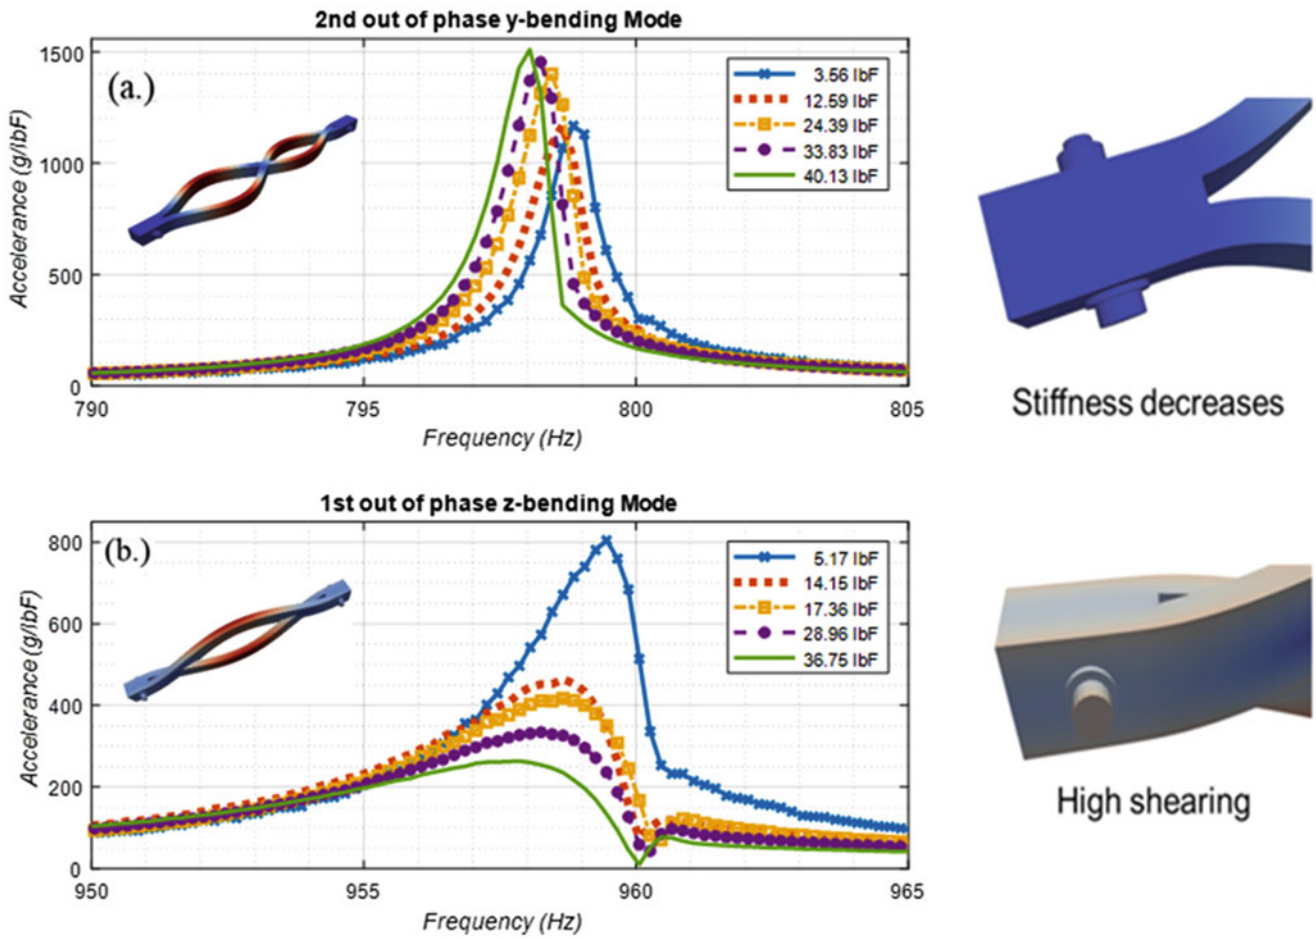 2nd out of phase y-bending Mode
(a.)
Accelerance (g/lbF)
1500
1000
500
0
790
795
800
805
Frequency (Hz)
3.56 lbF
12.59 lbF
24.39 lbF
33.83 lbF
40.13 lbF
Stiffness decreases
1st out of phase z-bending Mode
(b.)
Accelerance (g/lbF)
800
600
400
200
0
950
955
960
965
Frequency (Hz)
5.17 lbF
14.15 lbF
17.36 lbF
28.96 lbF
36.75 lbF
High shearing